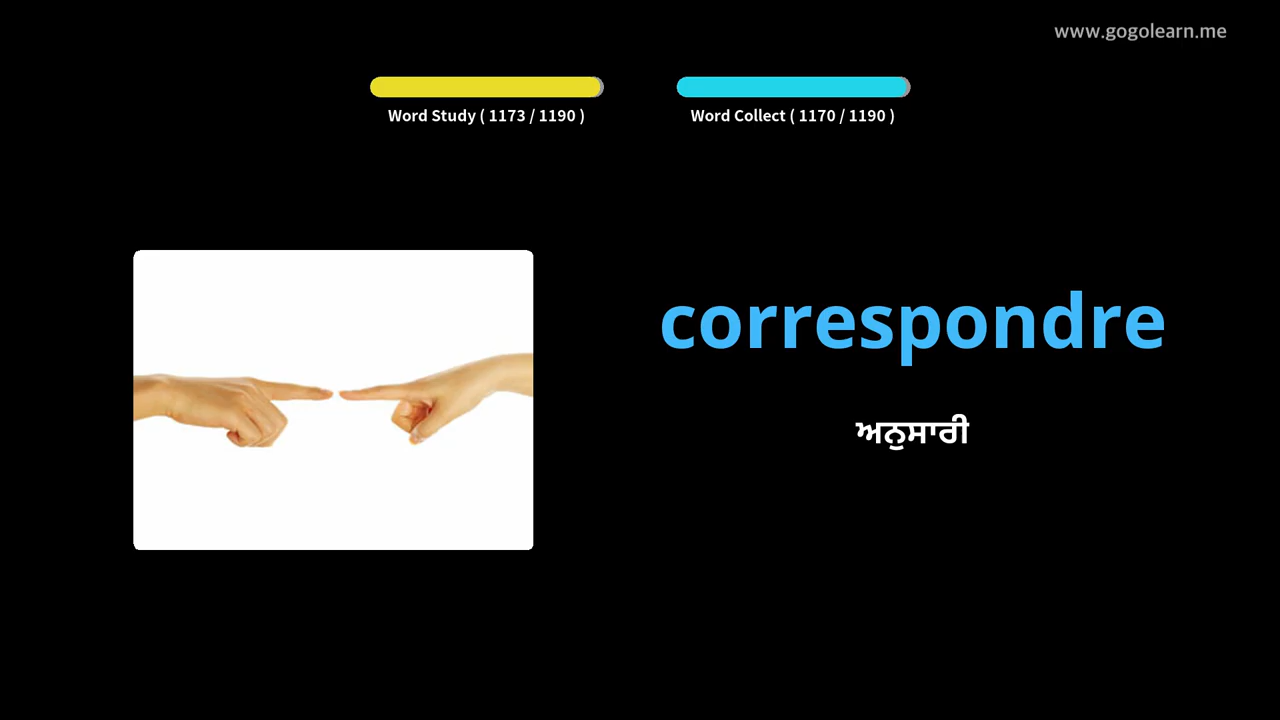 www.gogolearn.me
Word Study ( 1173 / 1190 )
Word Collect ( 1170 / 1190 )
correspondre
ਅਨੁਸਾਰੀ